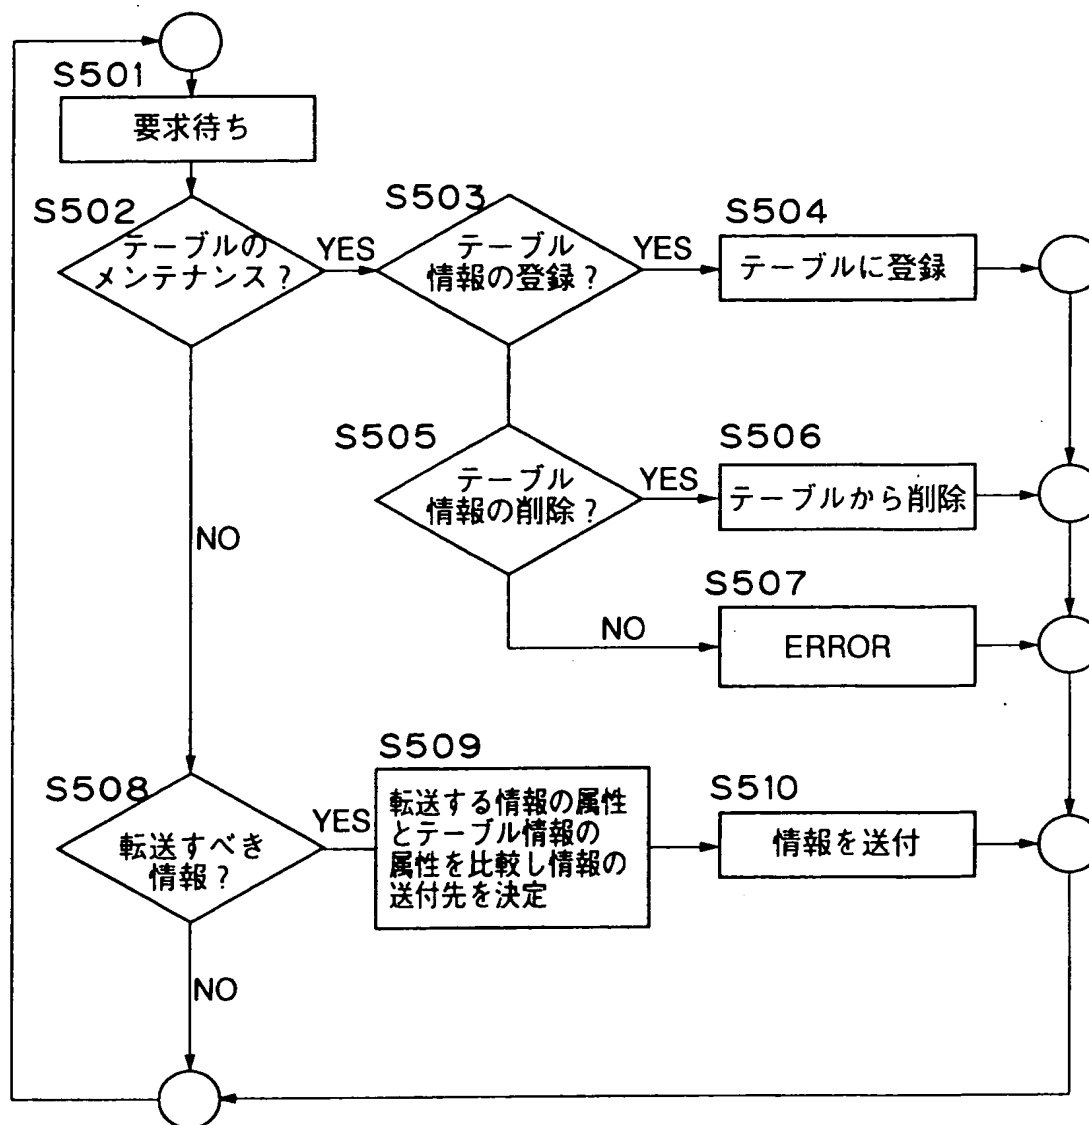 S501
要求待ち
S502
テーブルの
メンテナンス？
YES
S503
テーブル
情報の登録？
YES
S504
テーブルに登録
S505
テーブル
情報の削除？
YES
S506
テーブルから削除
NO
S507
ERROR
NO
S508
転送すべき
情報？
YES
S509
転送する情報の属性
とテーブル情報の
属性を比較し情報の
送付先を決定
S510
情報を送付
NO